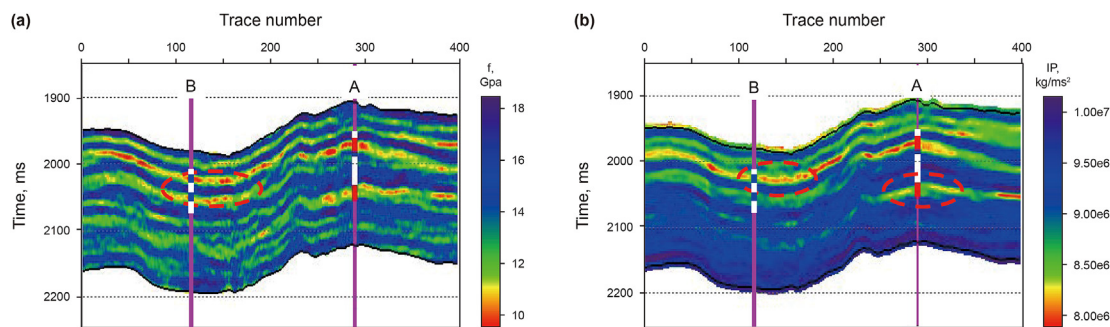 (a)
Trace number
0 100 200 300 400
f,
Gpa
B
A
1900
2000
2100
2200
Time, ms
18
16
14
12
10
(b)
Trace number
0 100 200 300 400
IP,
kg/ms²
B
A
1900
2000
2100
2200
Time, ms
1.00e7
9.50e6
9.00e6
8.50e6
8.00e6